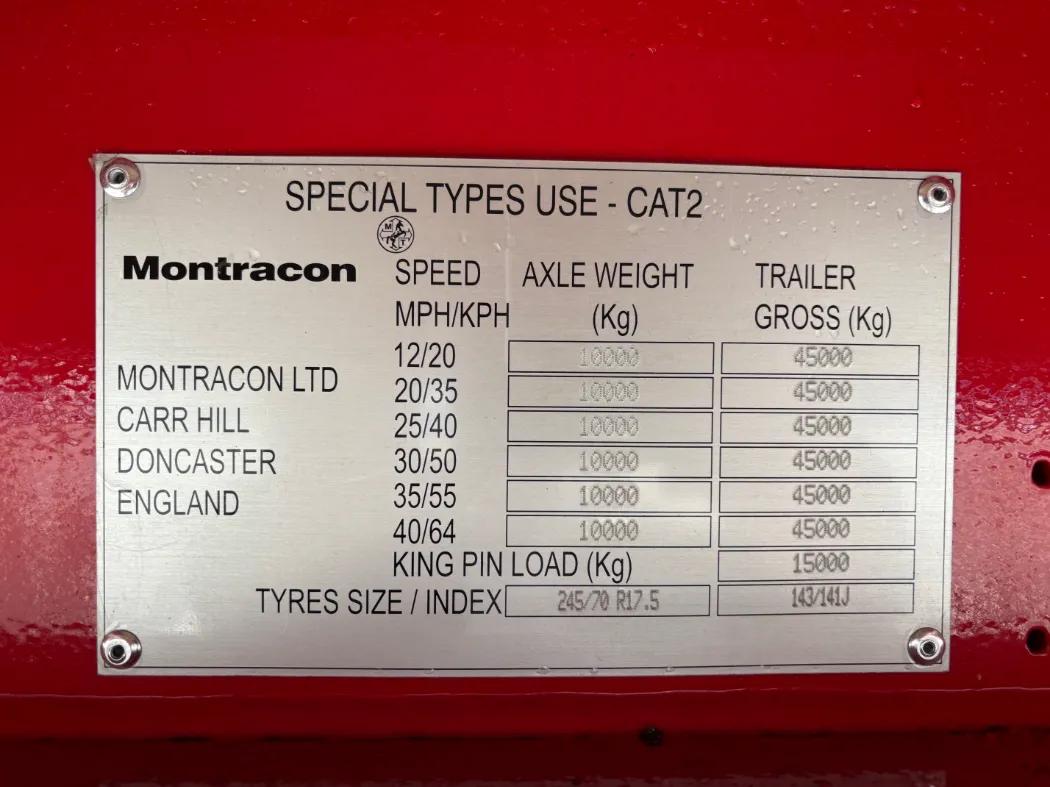 SPECIAL TYPES USE - CAT2
M T
Montracon
SPEED AXLE WEIGHT TRAILER
MPH/KPH (Kg) GROSS (Kg)
12/20 10000 45000
MONTRACON LTD
20/35 10000 45000
CARR HILL
25/40 10000 45000
DONCASTER
30/50 10000 45000
ENGLAND
35/55 10000 45000
40/64 10000 45000
KING PIN LOAD (Kg) 15000
TYRES SIZE / INDEX 245/70 R17.5 143/141J